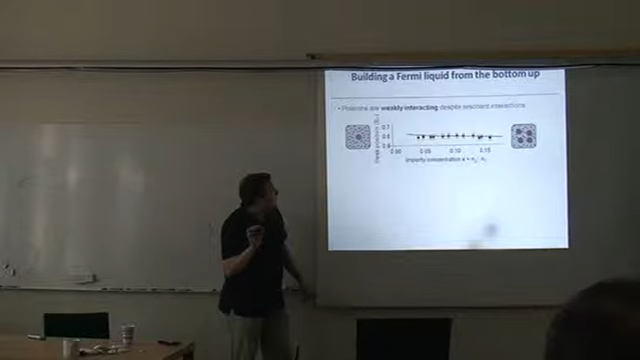 Building a Fermi liquid from the bottom up
• Polarons are weakly interacting despite resonant interactions
0.7
0.6
0.00 0.05 0.10 0.15
Impurity concentration x =